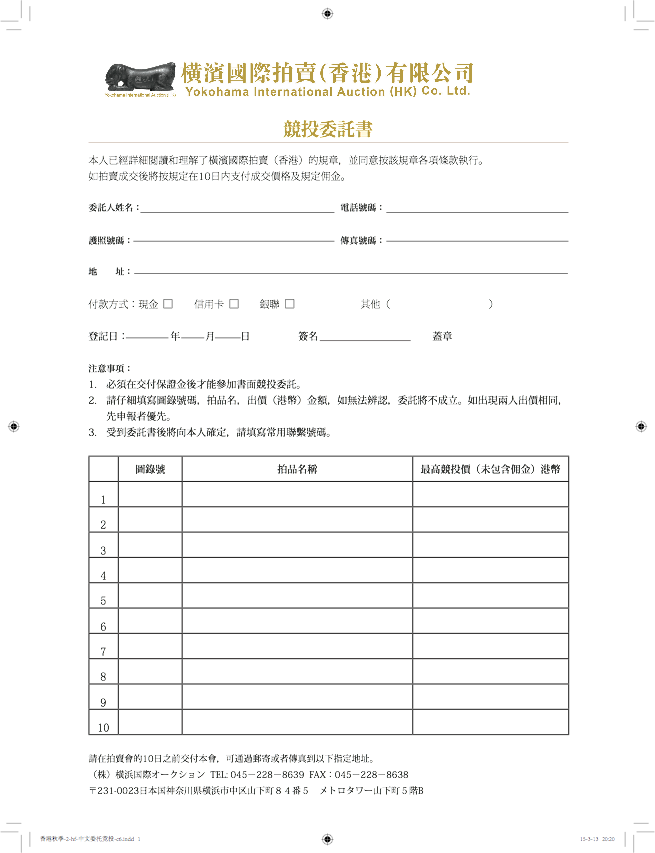 橫濱國際拍賣(香港)有限公司
Yokohama International Auction (HK) Co. Ltd.
Yokohama International Auction
競投委託書
本人已經詳細閱讀和理解了橫濱國際拍賣（香港）的規章，並同意按該規章各項條款執行。
如拍賣成交後將按規定在10日內支付成交價格及規定佣金。
委託人姓名： 電話號碼：
護照號碼： 傳真號碼：
地　址：
付款方式：現金 □ 信用卡 □ 銀聯 □ 其他（　）
登記日： 年 月 日 簽名 蓋章
注意事項：
1. 必須在交付保證金後才能參加書面競投委託。
2. 請仔細填寫圖錄號碼，拍品名，出價（港幣）金額，如無法辨認，委託將不成立。如出現兩人出價相同，
先申報者優先。
3. 受到委託書後將向本人確定，請填寫常用聯繫號碼。
圖錄號 拍品名稱 最高競投價（未包含佣金）港幣
1
2
3
4
5
6
7
8
9
10
請在拍賣會的10日之前交付本會，可通過郵寄或者傳真到以下指定地址。
（株）横浜国際オークション TEL: 045－228－8639 FAX：045－228－8638
〒231-0023日本国神奈川県横浜市中区山下町８４番５　メトロタワー山下町５階B